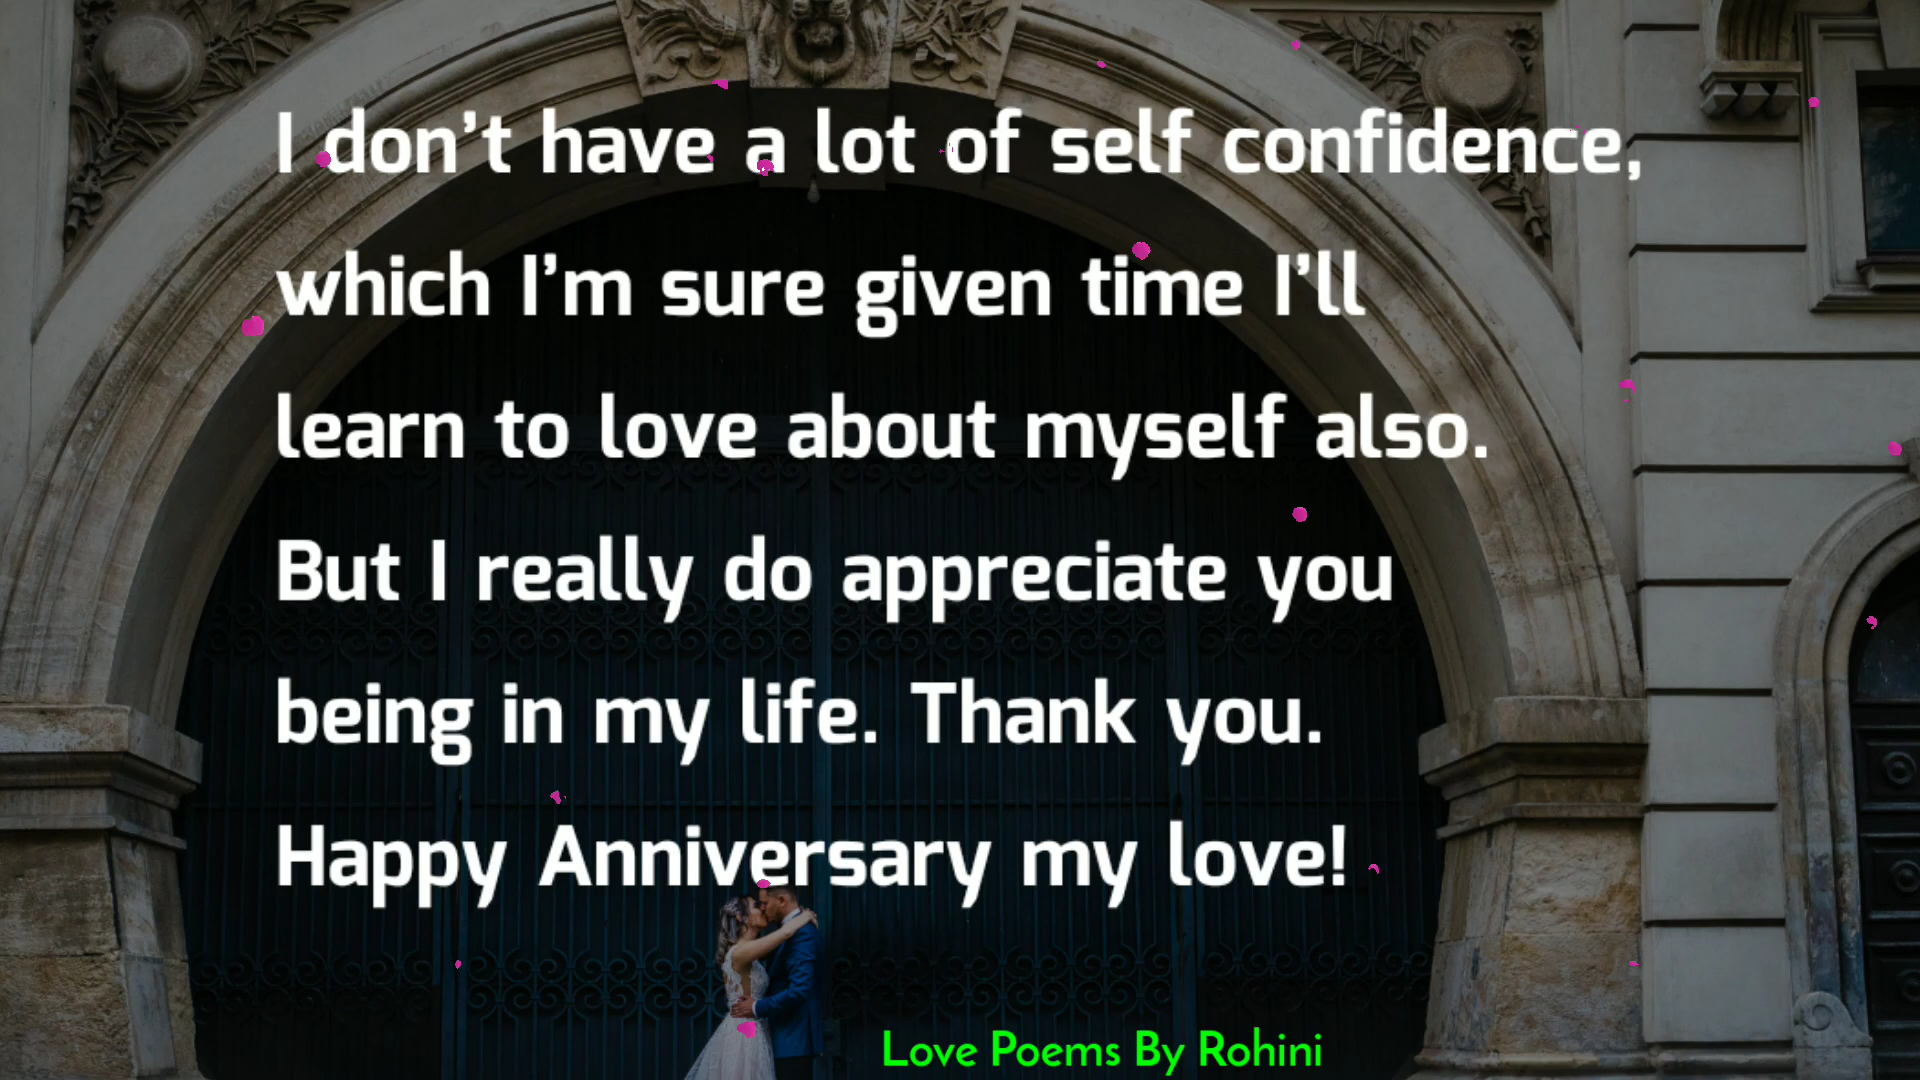 I don’t have a lot of self confidence,
which I’m sure given time I’ll
learn to love about myself also.
But I really do appreciate you
being in my life. Thank you.
Happy Anniversary my love!
Love Poems By Rohini